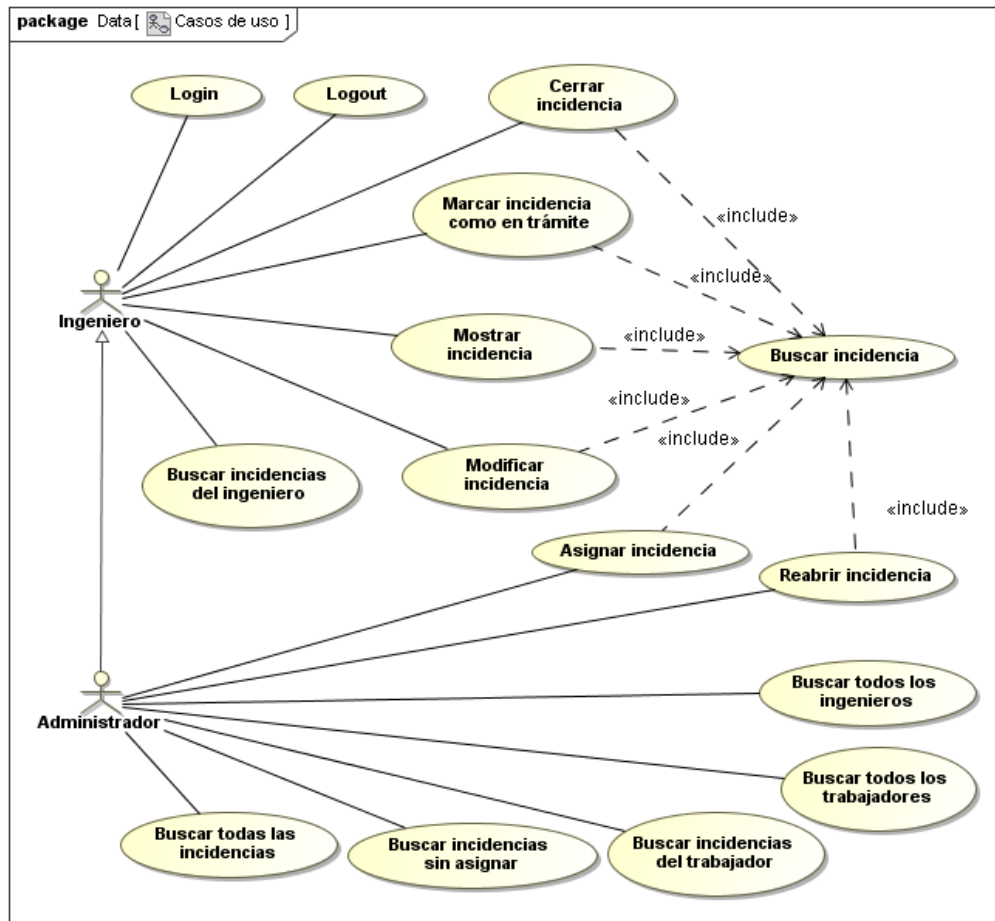 package Data [ Casos de uso ]
Login
Logout
Cerrar
incidencia
Marcar incidencia
como en trámite
«include»
«include»
Ingeniero
Mostrar
incidencia
«include»
Buscar incidencia
«include»
«include»
Buscar incidencias
del ingeniero
Modificar
incidencia
«include»
Asignar incidencia
Reabrir incidencia
Administrador
Buscar todos los
ingenieros
Buscar todos los
trabajadores
Buscar todas las
incidencias
Buscar incidencias
sin asignar
Buscar incidencias
del trabajador